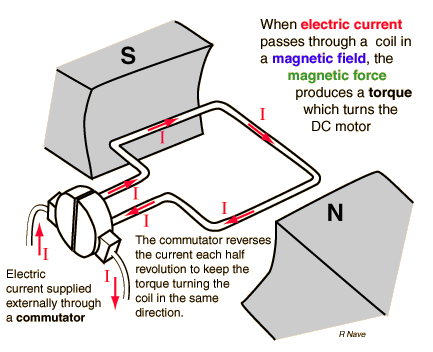 When electric current
passes through a coil in
a magnetic field, the
magnetic force
produces a torque
which turns the
DC motor
S
I
I
I
I
I
I
I
N
The commutator reverses
the current each half
revolution to keep the
torque turning the
coil in the same
direction.
Electric
current supplied
externally through
a commutator
R Nave